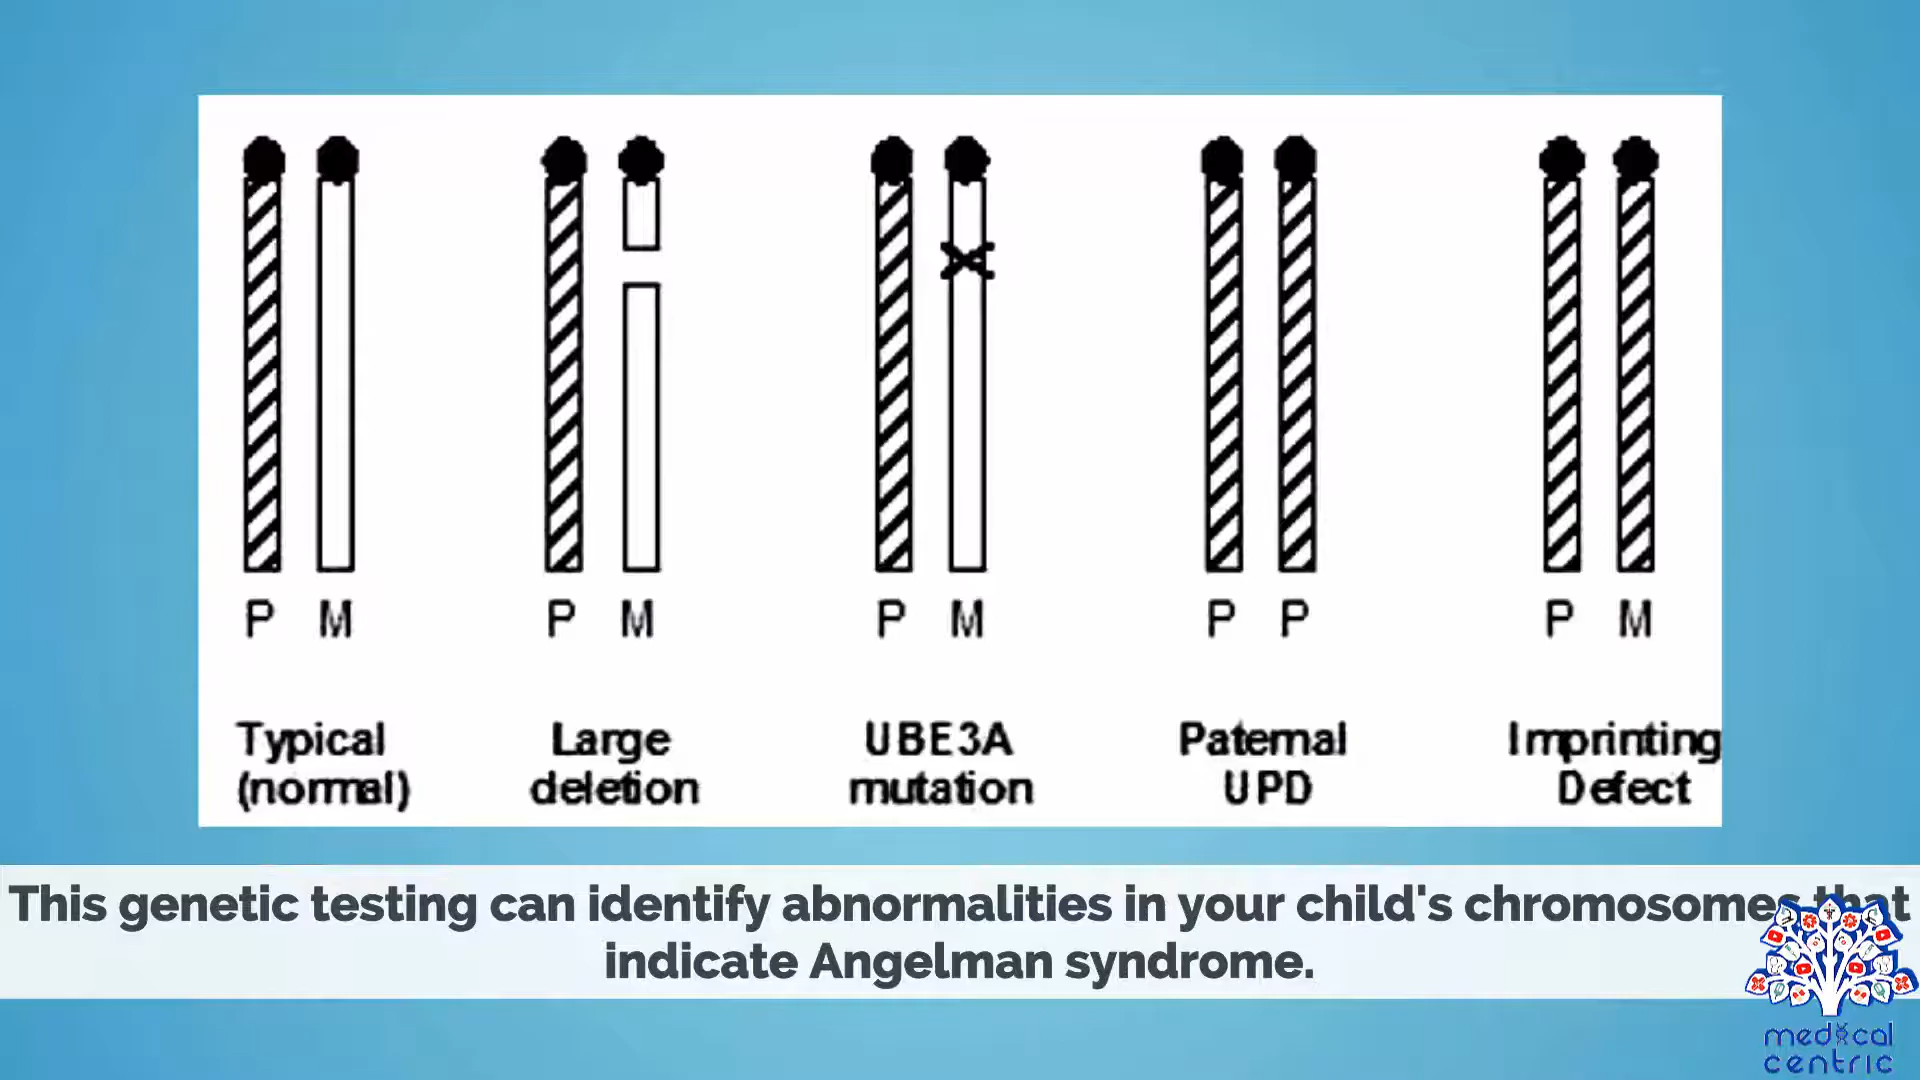 P M P M P M P P P M
Typical Large UBE3A Paternal Imprinting
(normal) deletion mutation UPD Defect
This genetic testing can identify abnormalities in your child's chromosomes that
indicate Angelman syndrome.
medical
centric